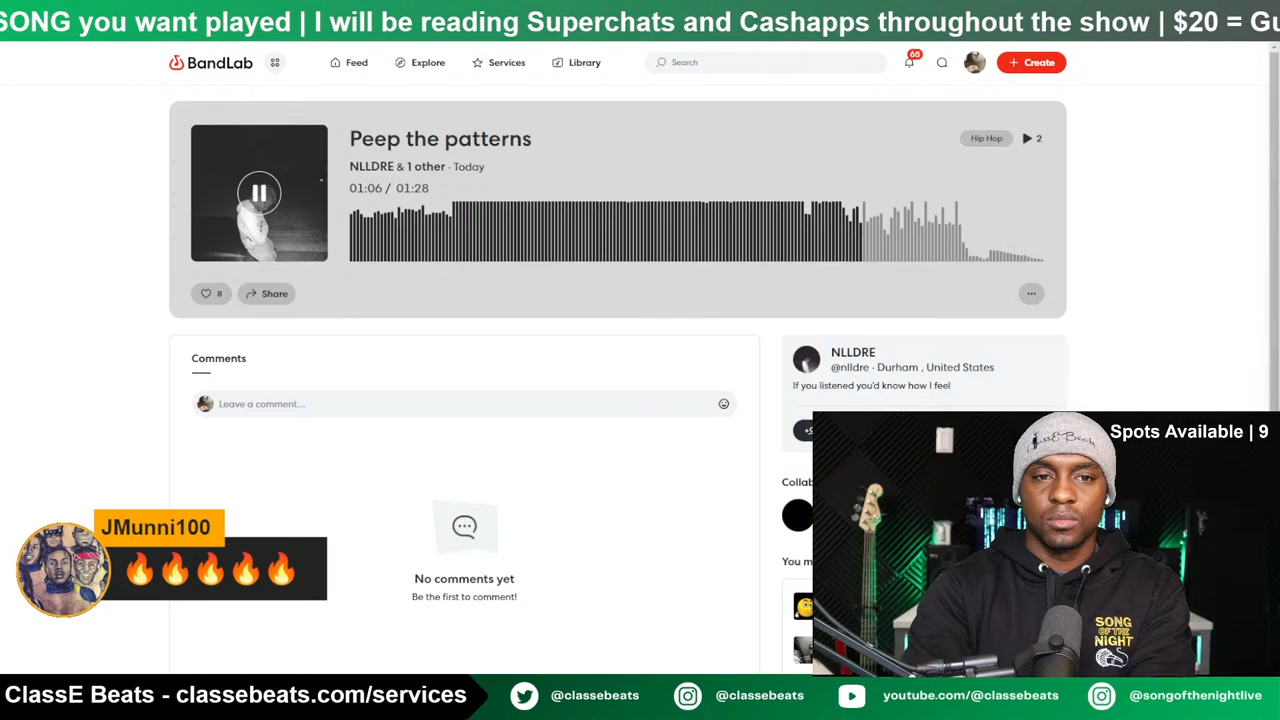 SONG you want played | I will be reading Superchats and Cashapps throughout the show | $20 =
BandLab
Feed
Explore
Services
Library
Search
65
Create
Peep the patterns
NLLDRE & 1 other · Today
01:06 / 01:28
Hip Hop
2
8
Share
Comments
Leave a comment...
No comments yet
Be the first to comment!
NLLDRE
@nlldre · Durham , United States
If you listened you'd know how I feel
Spots Available | 9
ClassE Beats
SONG
OF THE
NIGHT
JMunni100
ClassE Beats - classebeats.com/services
@classebeats
@classebeats
youtube.com/@classebeats
@songofthenightlive